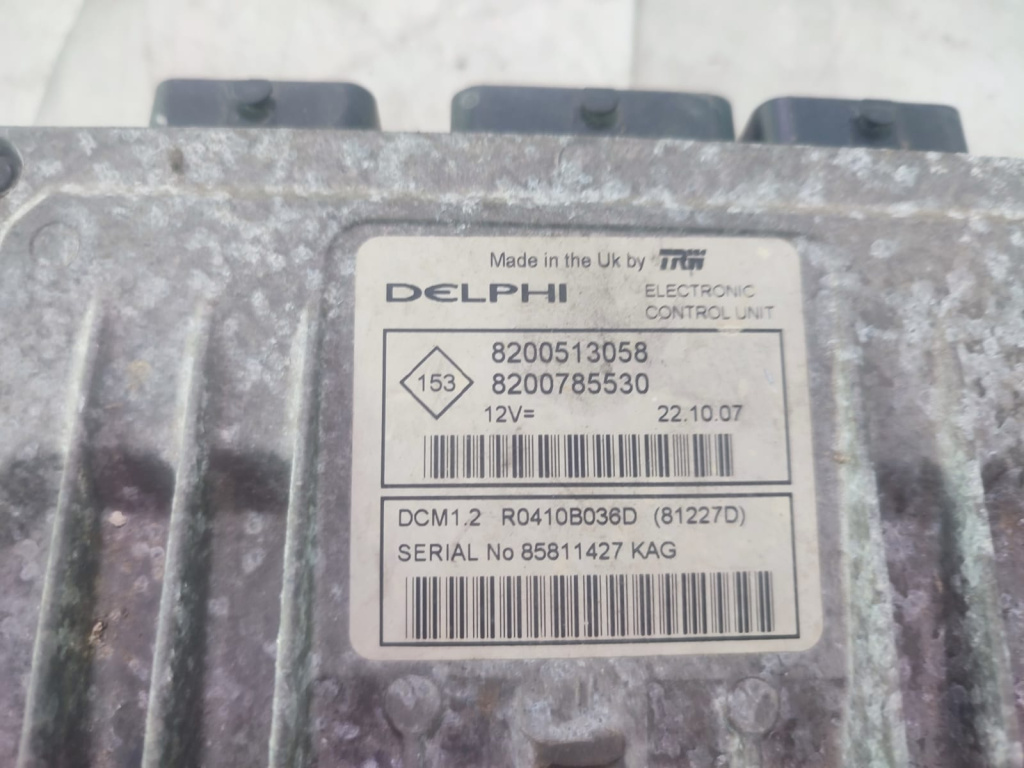 Made in the Uk by TRW
DELPHI ELECTRONIC
CONTROL UNIT
153
8200513058
8200785530
12V= 22.10.07
DCM1.2 R0410B036D (81227D)
SERIAL No 85811427 KAG